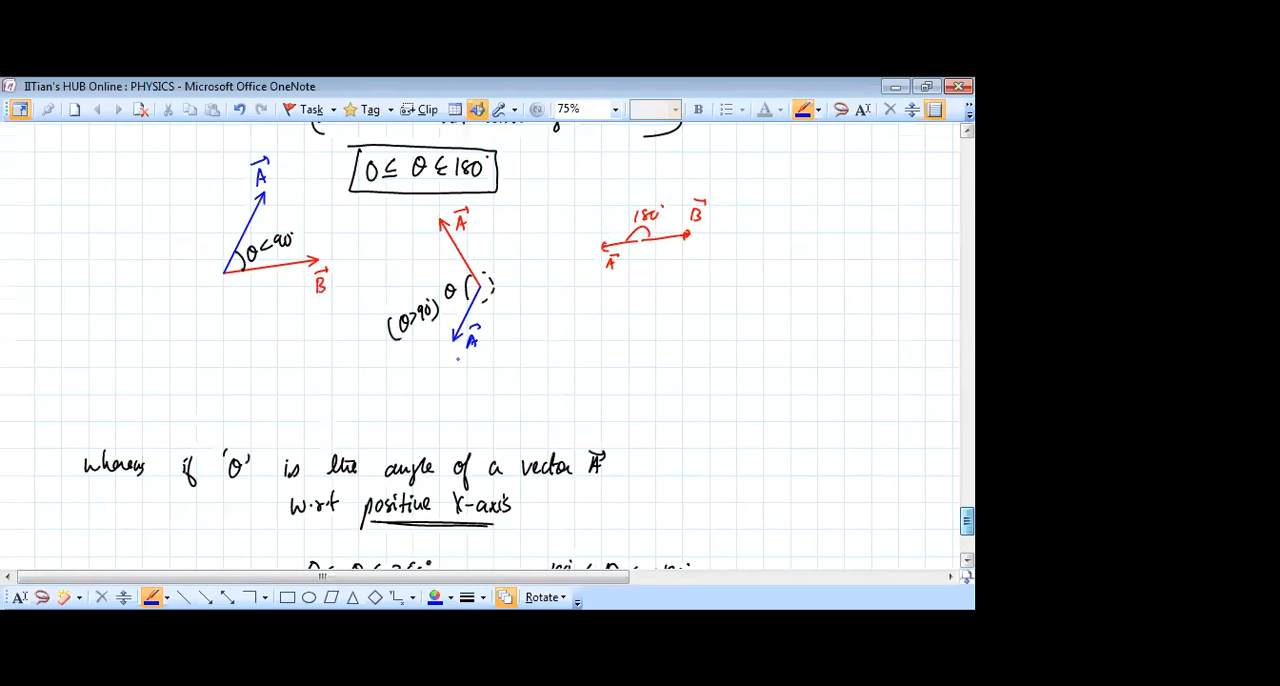 IITian's HUB Online : PHYSICS - Microsoft Office OneNote
Task
Tag
Clip
75%
B
A
0 ≤ θ ≤ 180°
A
θ<90°
B
A
θ
(θ>90°)
A
180°
B
A
whereas if 'θ' is the angle of a vector A
w.r.t positive X-axis
Rotate